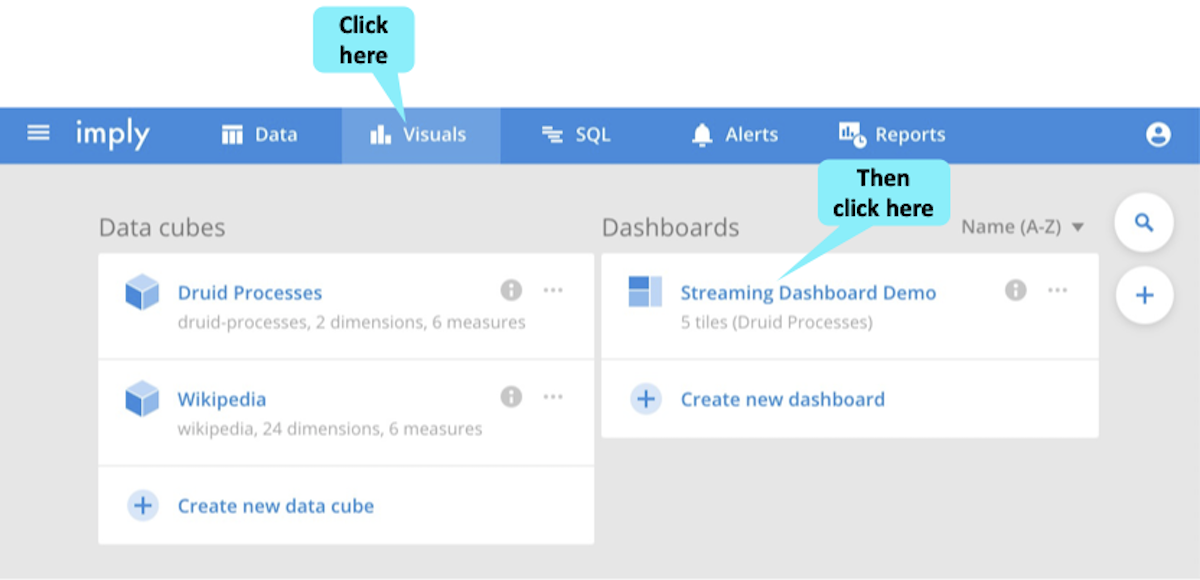 Click
here
imply
Data
Visuals
SQL
Alerts
Reports
Then
click here
Data cubes
Dashboards
Name (A-Z)
Druid Processes
druid-processes, 2 dimensions, 6 measures
Streaming Dashboard Demo
5 tiles (Druid Processes)
Wikipedia
wikipedia, 24 dimensions, 6 measures
Create new dashboard
Create new data cube